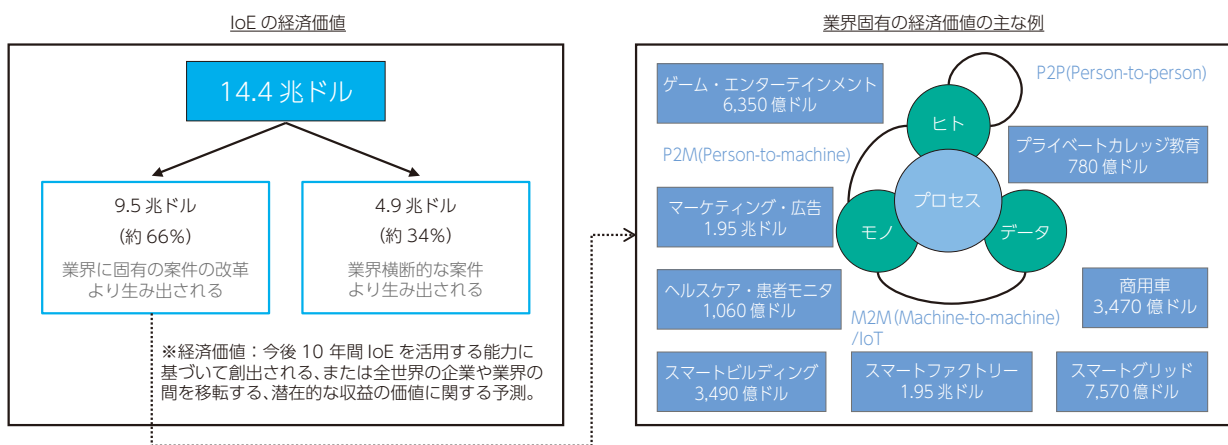 IoE の経済価値
14.4 兆ドル
9.5 兆ドル
(約 66%)
業界に固有の案件の改革
より生み出される
4.9 兆ドル
(約 34%)
業界横断的な案件
より生み出される
※経済価値：今後 10 年間 IoE を活用する能力に
基づいて創出される、または全世界の企業や業界の
間を移転する、潜在的な収益の価値に関する予測。
業界固有の経済価値の主な例
ゲーム・エンターテインメント
6,350 億ドル
P2P(Person-to-person)
ヒト
P2M(Person-to-machine)
プライベートカレッジ教育
780 億ドル
プロセス
マーケティング・広告
1.95 兆ドル
モノ
データ
ヘルスケア・患者モニタ
1,060 億ドル
M2M(Machine-to-machine)
/IoT
商用車
3,470 億ドル
スマートビルディング
3,490 億ドル
スマートファクトリー
1.95 兆ドル
スマートグリッド
7,570 億ドル